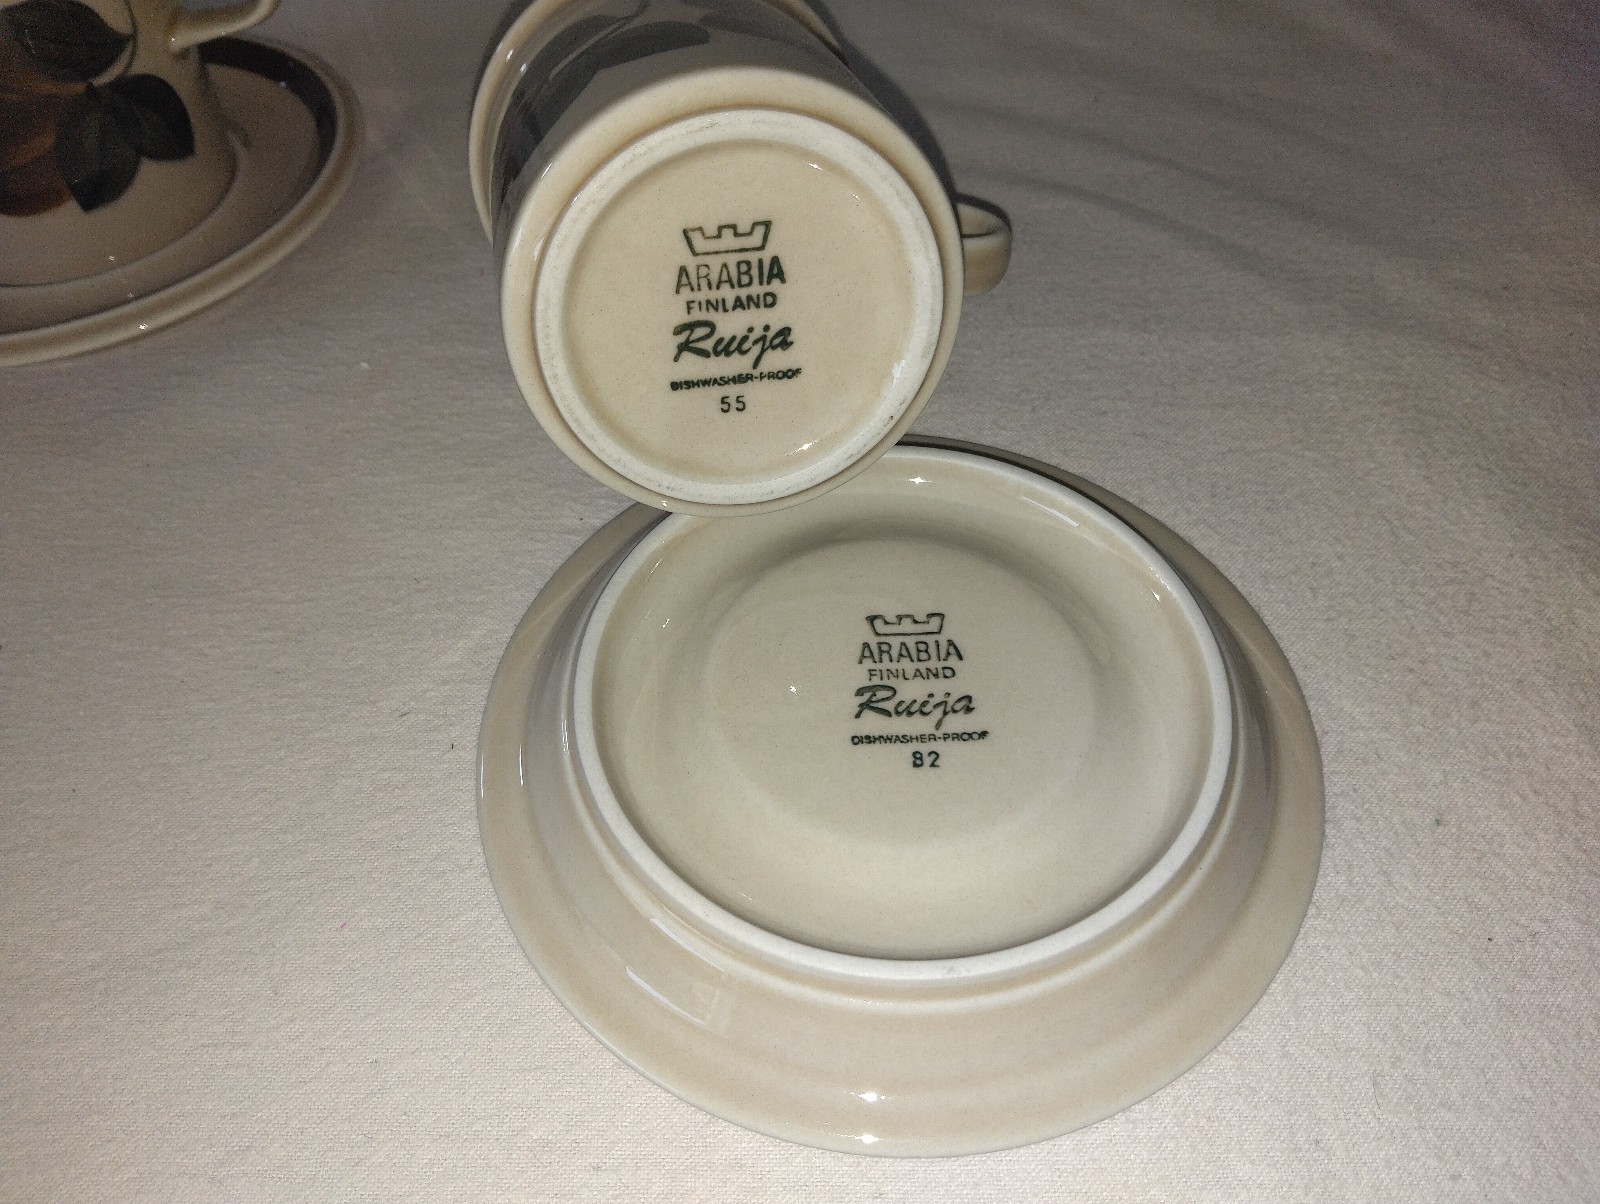 ARABIA
FINLAND
Ruija
DISHWASHER-PROOF
55
ARABIA
FINLAND
Ruija
DISHWASHER-PROOF
82